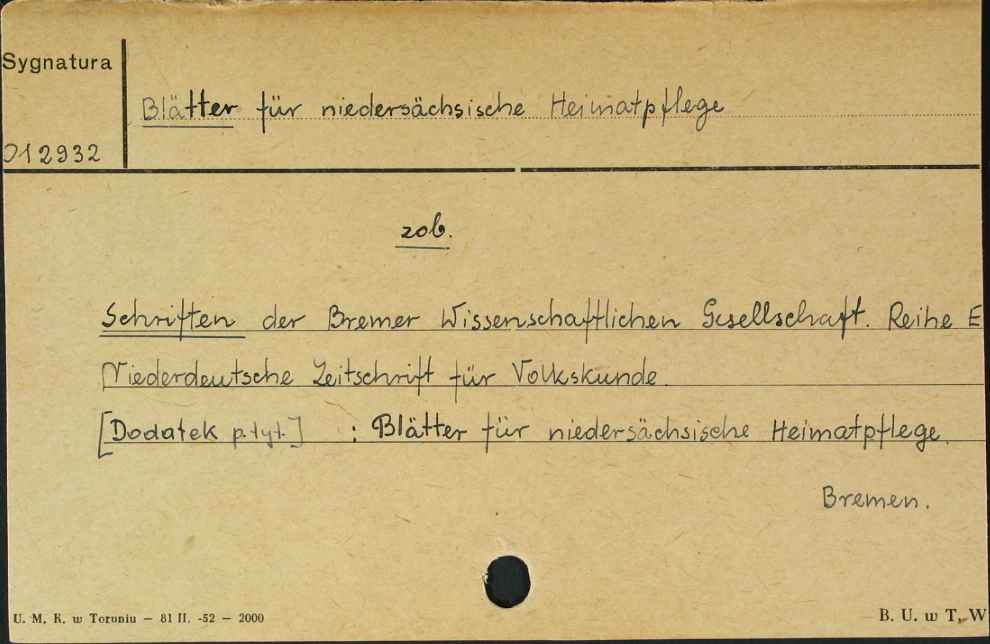 Sygnatura
Blätter für niedersächsische Heimatpflege
012932
zob.
Schriften der Bremer Wissenschaftlichen Gesellschaft. Reihe E
Niederdeutsche Zeitschrift für Volkskunde.
[Dodatek p. tyt.] : Blätter für niedersächsische Heimatpflege.
Bremen.
U. M. K. w Toruniu — 81 II. -52 — 2000
B. U. w T. W